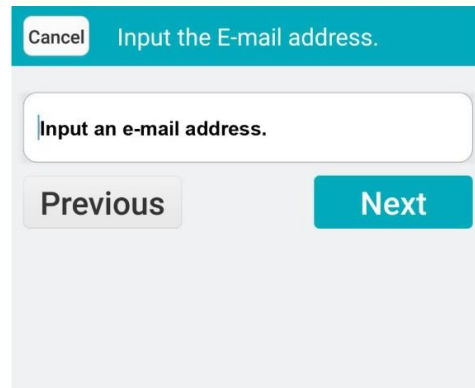 Cancel Input the E-mail address.
Input an e-mail address.
Previous Next